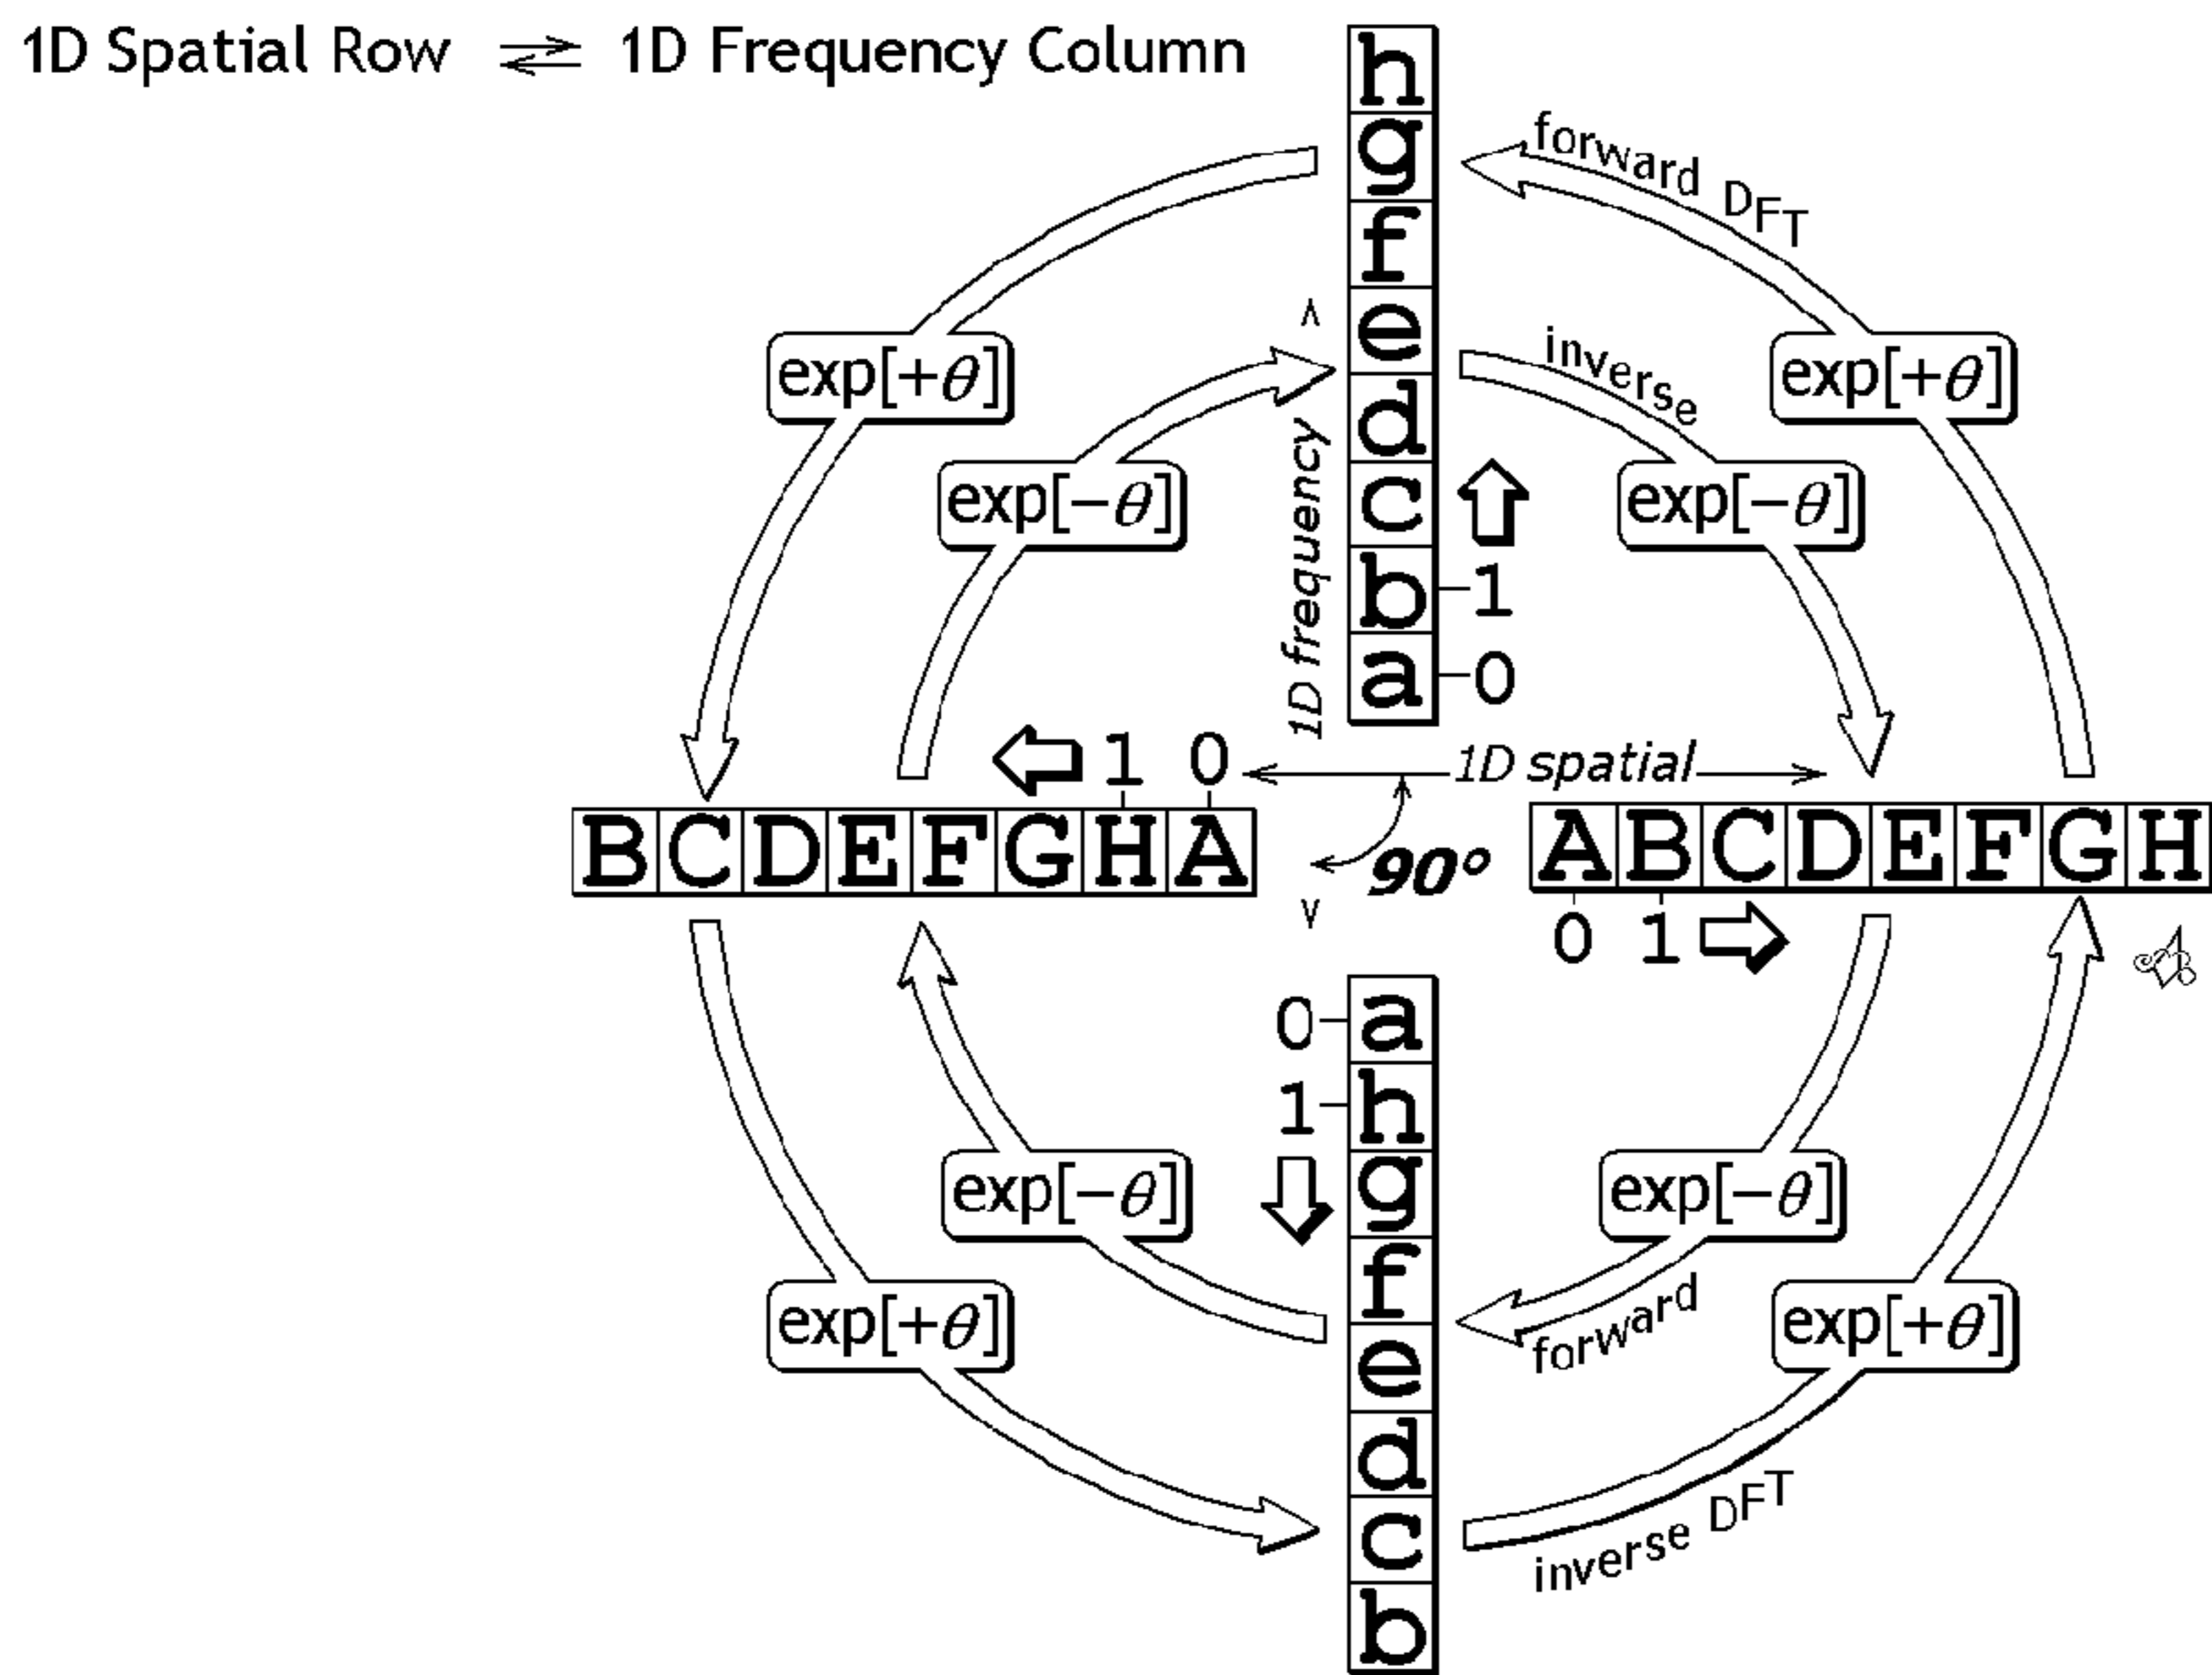 1D Spatial Row ⇌ 1D Frequency Column
h
g
f
e
d
c
b
a
1
0
1D frequency
forward DFT
inverse
exp[+θ]
exp[+θ]
exp[−θ]
exp[−θ]
1 0
1D spatial
B C D E F G H A
90°
A B C D E F G H
0 1
0
1
a
h
g
f
e
d
c
b
exp[−θ]
exp[−θ]
forward
exp[+θ]
exp[+θ]
inverse DFT